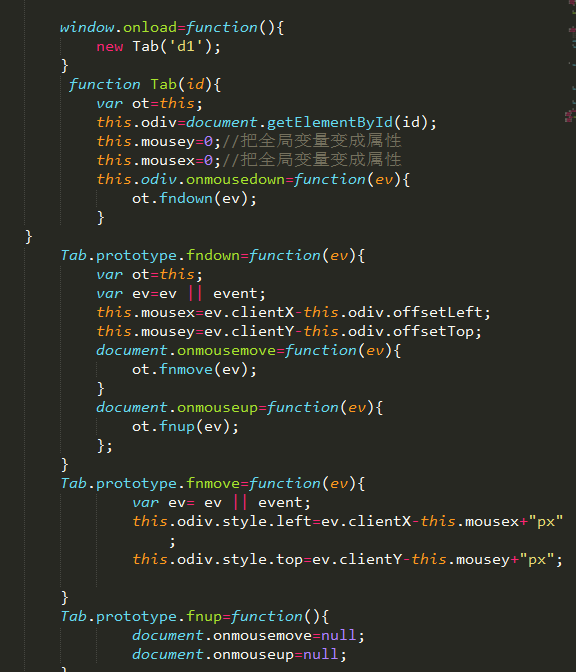 window.onload=function(){
new Tab('d1');
}
function Tab(id){
var ot=this;
this.odiv=document.getElementById(id);
this.mousey=0;//把全局变量变成属性
this.mousex=0;//把全局变量变成属性
this.odiv.onmousedown=function(ev){
ot.fndown(ev);
}
}
Tab.prototype.fndown=function(ev){
var ot=this;
var ev=ev || event;
this.mousex=ev.clientX-this.odiv.offsetLeft;
this.mousey=ev.clientY-this.odiv.offsetTop;
document.onmousemove=function(ev){
ot.fnmove(ev);
}
document.onmouseup=function(ev){
ot.fnup(ev);
};
}
Tab.prototype.fnmove=function(ev){
var ev= ev || event;
this.odiv.style.left=ev.clientX-this.mousex+"px"
;
this.odiv.style.top=ev.clientY-this.mousey+"px";
}
Tab.prototype.fnup=function(){
document.onmousemove=null;
document.onmouseup=null;
}